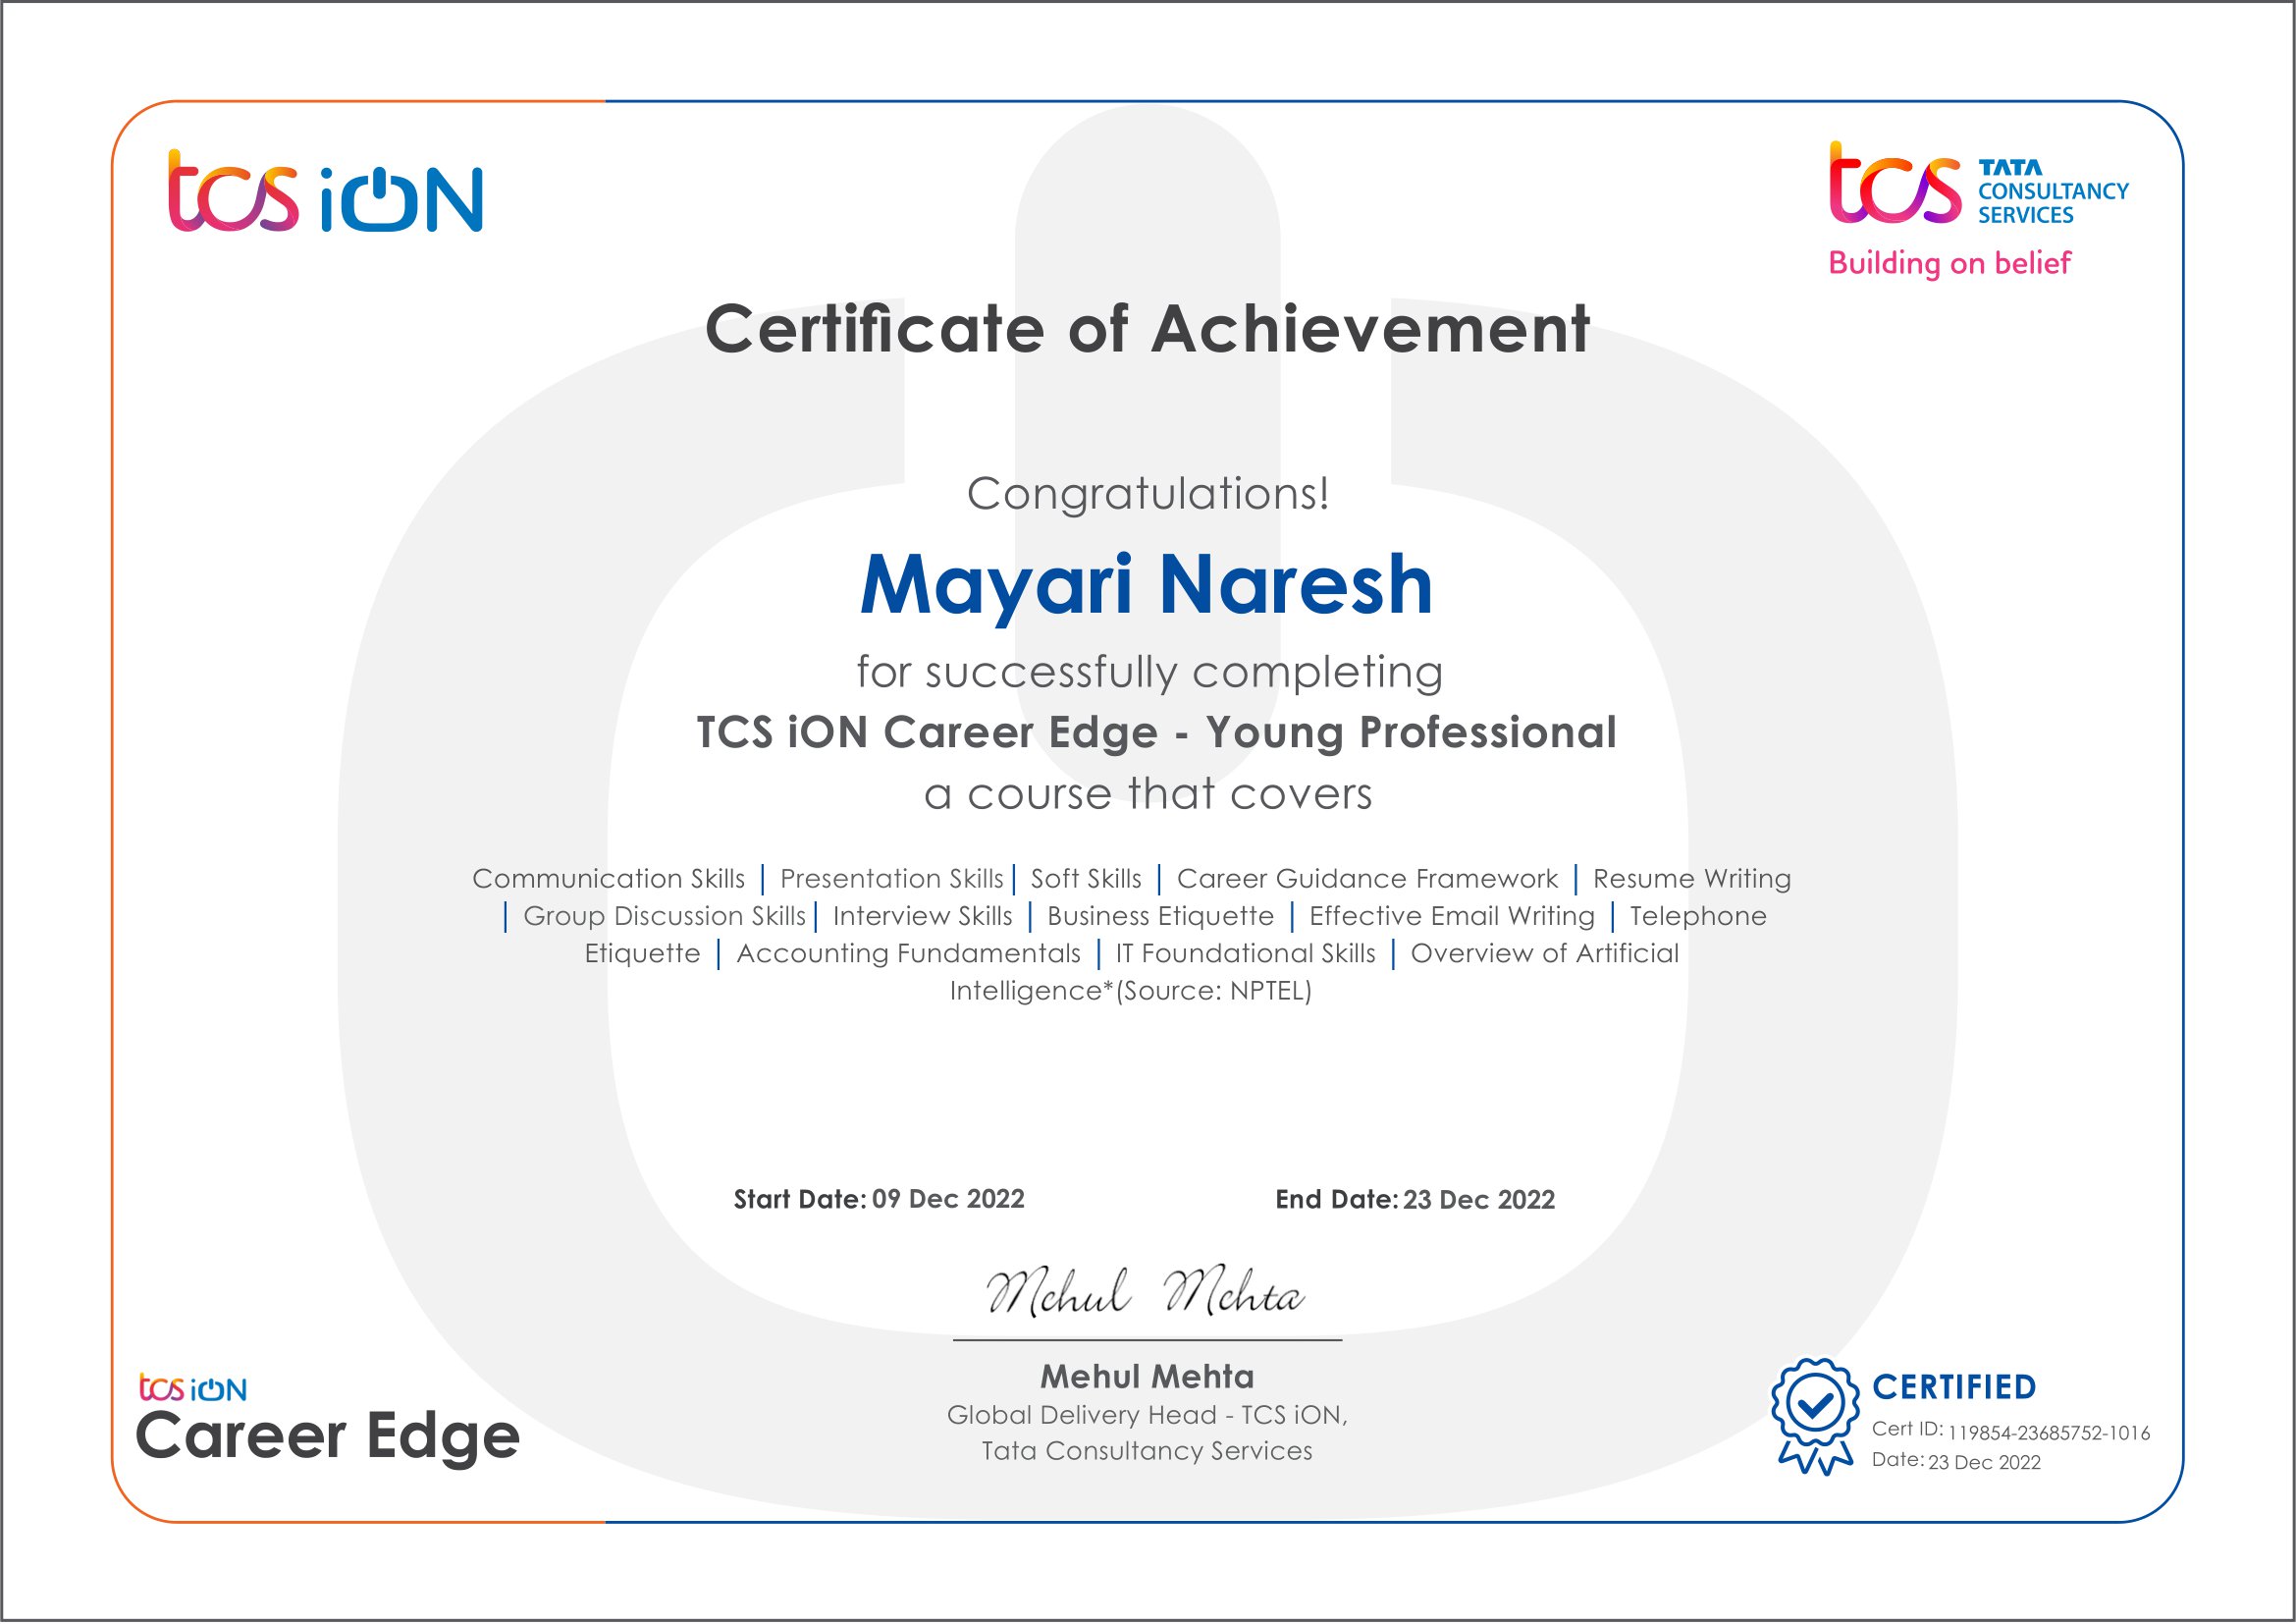 tcs iON
tcs TATA
CONSULTANCY
SERVICES
Building on belief
Certificate of Achievement
Congratulations!
Mayari Naresh
for successfully completing
TCS iON Career Edge - Young Professional
a course that covers
Communication Skills | Presentation Skills | Soft Skills | Career Guidance Framework | Resume Writing
| Group Discussion Skills | Interview Skills | Business Etiquette | Effective Email Writing | Telephone
Etiquette | Accounting Fundamentals | IT Foundational Skills | Overview of Artificial
Intelligence*(Source: NPTEL)
Start Date: 09 Dec 2022
End Date: 23 Dec 2022
Mehul Mehta
Mehul Mehta
Global Delivery Head - TCS iON,
Tata Consultancy Services
tcs iON
Career Edge
CERTIFIED
Cert ID: 119854-23685752-1016
Date: 23 Dec 2022